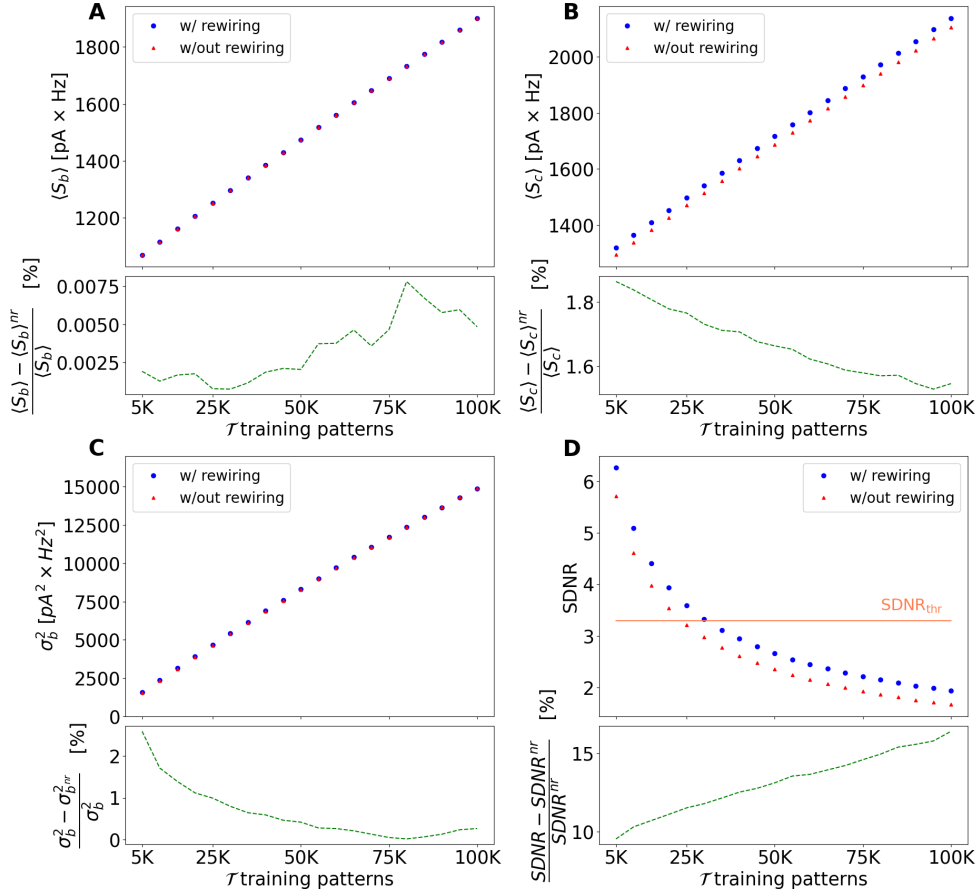 A
w/ rewiring
w/out rewiring
⟨S_b⟩ [pA × Hz]
1800
1600
1400
1200
(⟨S_b⟩ − ⟨S_b⟩^nr) / ⟨S_b⟩ [%]
0.0075
0.0050
0.0025
5K 25K 50K 75K 100K
𝒯 training patterns
B
w/ rewiring
w/out rewiring
⟨S_c⟩ [pA × Hz]
2000
1800
1600
1400
(⟨S_c⟩ − ⟨S_c⟩^nr) / ⟨S_c⟩ [%]
1.8
1.6
5K 25K 50K 75K 100K
𝒯 training patterns
C
w/ rewiring
w/out rewiring
σ_b^2 [pA^2 × Hz^2]
15000
12500
10000
7500
5000
2500
0
(σ_b^2 − σ_b^nr^2) / σ_b^2 [%]
2
1
0
5K 25K 50K 75K 100K
𝒯 training patterns
D
w/ rewiring
w/out rewiring
SDNR
6
5
4
3
2
SDNR_thr
(SDNR − SDNR^nr) / SDNR^nr [%]
15
10
5K 25K 50K 75K 100K
𝒯 training patterns